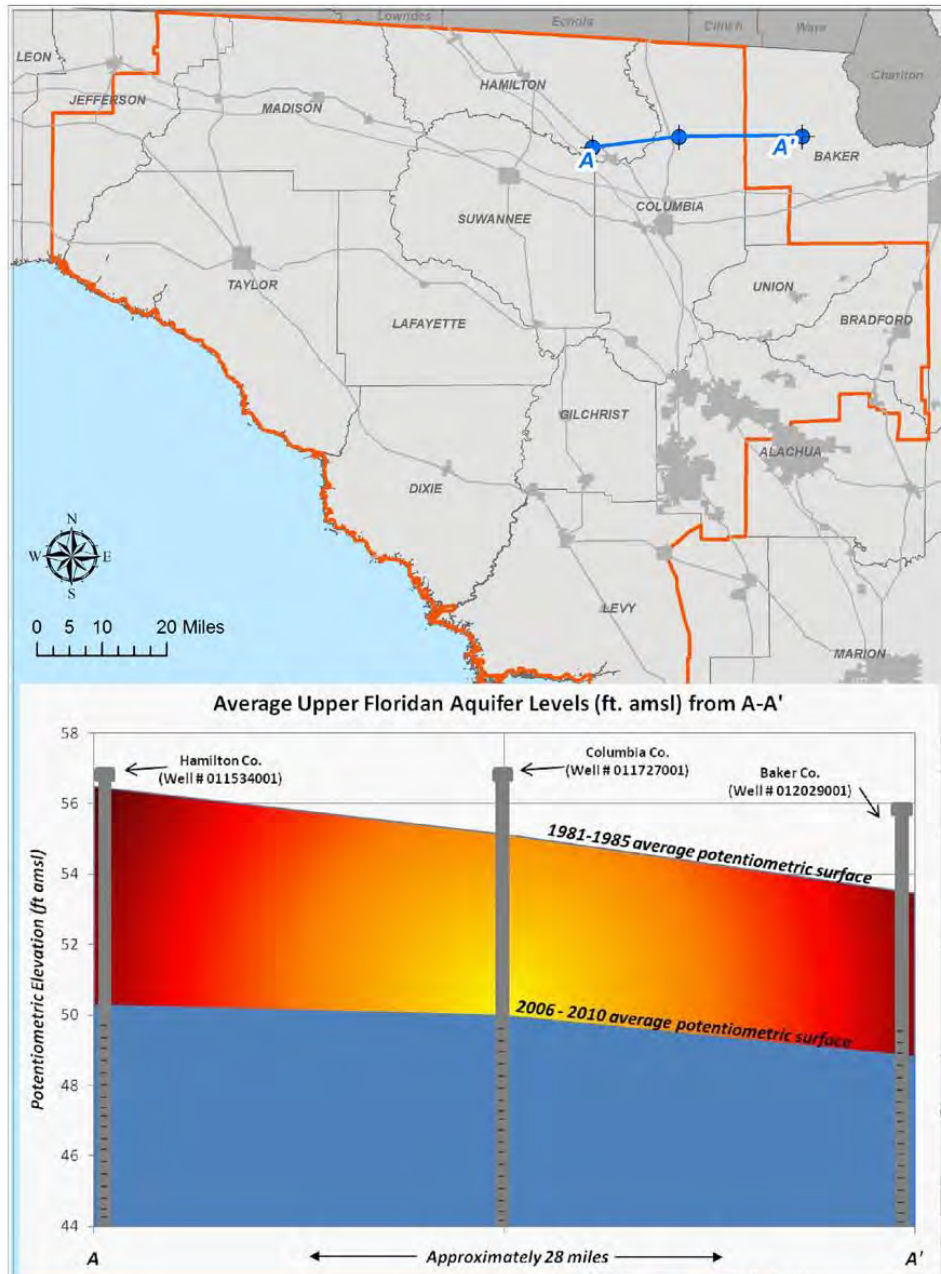 Lowndes
Echols
Clinch
Ware
Charlton
LEON
JEFFERSON
MADISON
HAMILTON
BAKER
A
A'
COLUMBIA
SUWANNEE
TAYLOR
LAFAYETTE
UNION
BRADFORD
GILCHRIST
ALACHUA
DIXIE
LEVY
MARION
N
W E
S
0 5 10 20 Miles
Average Upper Floridan Aquifer Levels (ft. amsl) from A-A'
Potentiometric Elevation (ft amsl)
58
56
54
52
50
48
46
44
Hamilton Co.
(Well # 011534001)
Columbia Co.
(Well # 011727001)
Baker Co.
(Well # 012029001)
1981-1985 average potentiometric surface
2006 - 2010 average potentiometric surface
A
Approximately 28 miles
A'